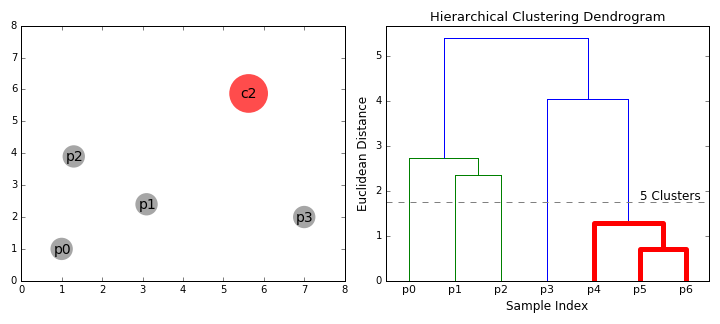 8
7
6
5
4
3
2
1
0
0 1 2 3 4 5 6 7 8
c2
p2
p1
p3
p0
Hierarchical Clustering Dendrogram
Euclidean Distance
5
4
3
2
1
0
5 Clusters
p0 p1 p2 p3 p4 p5 p6
Sample Index